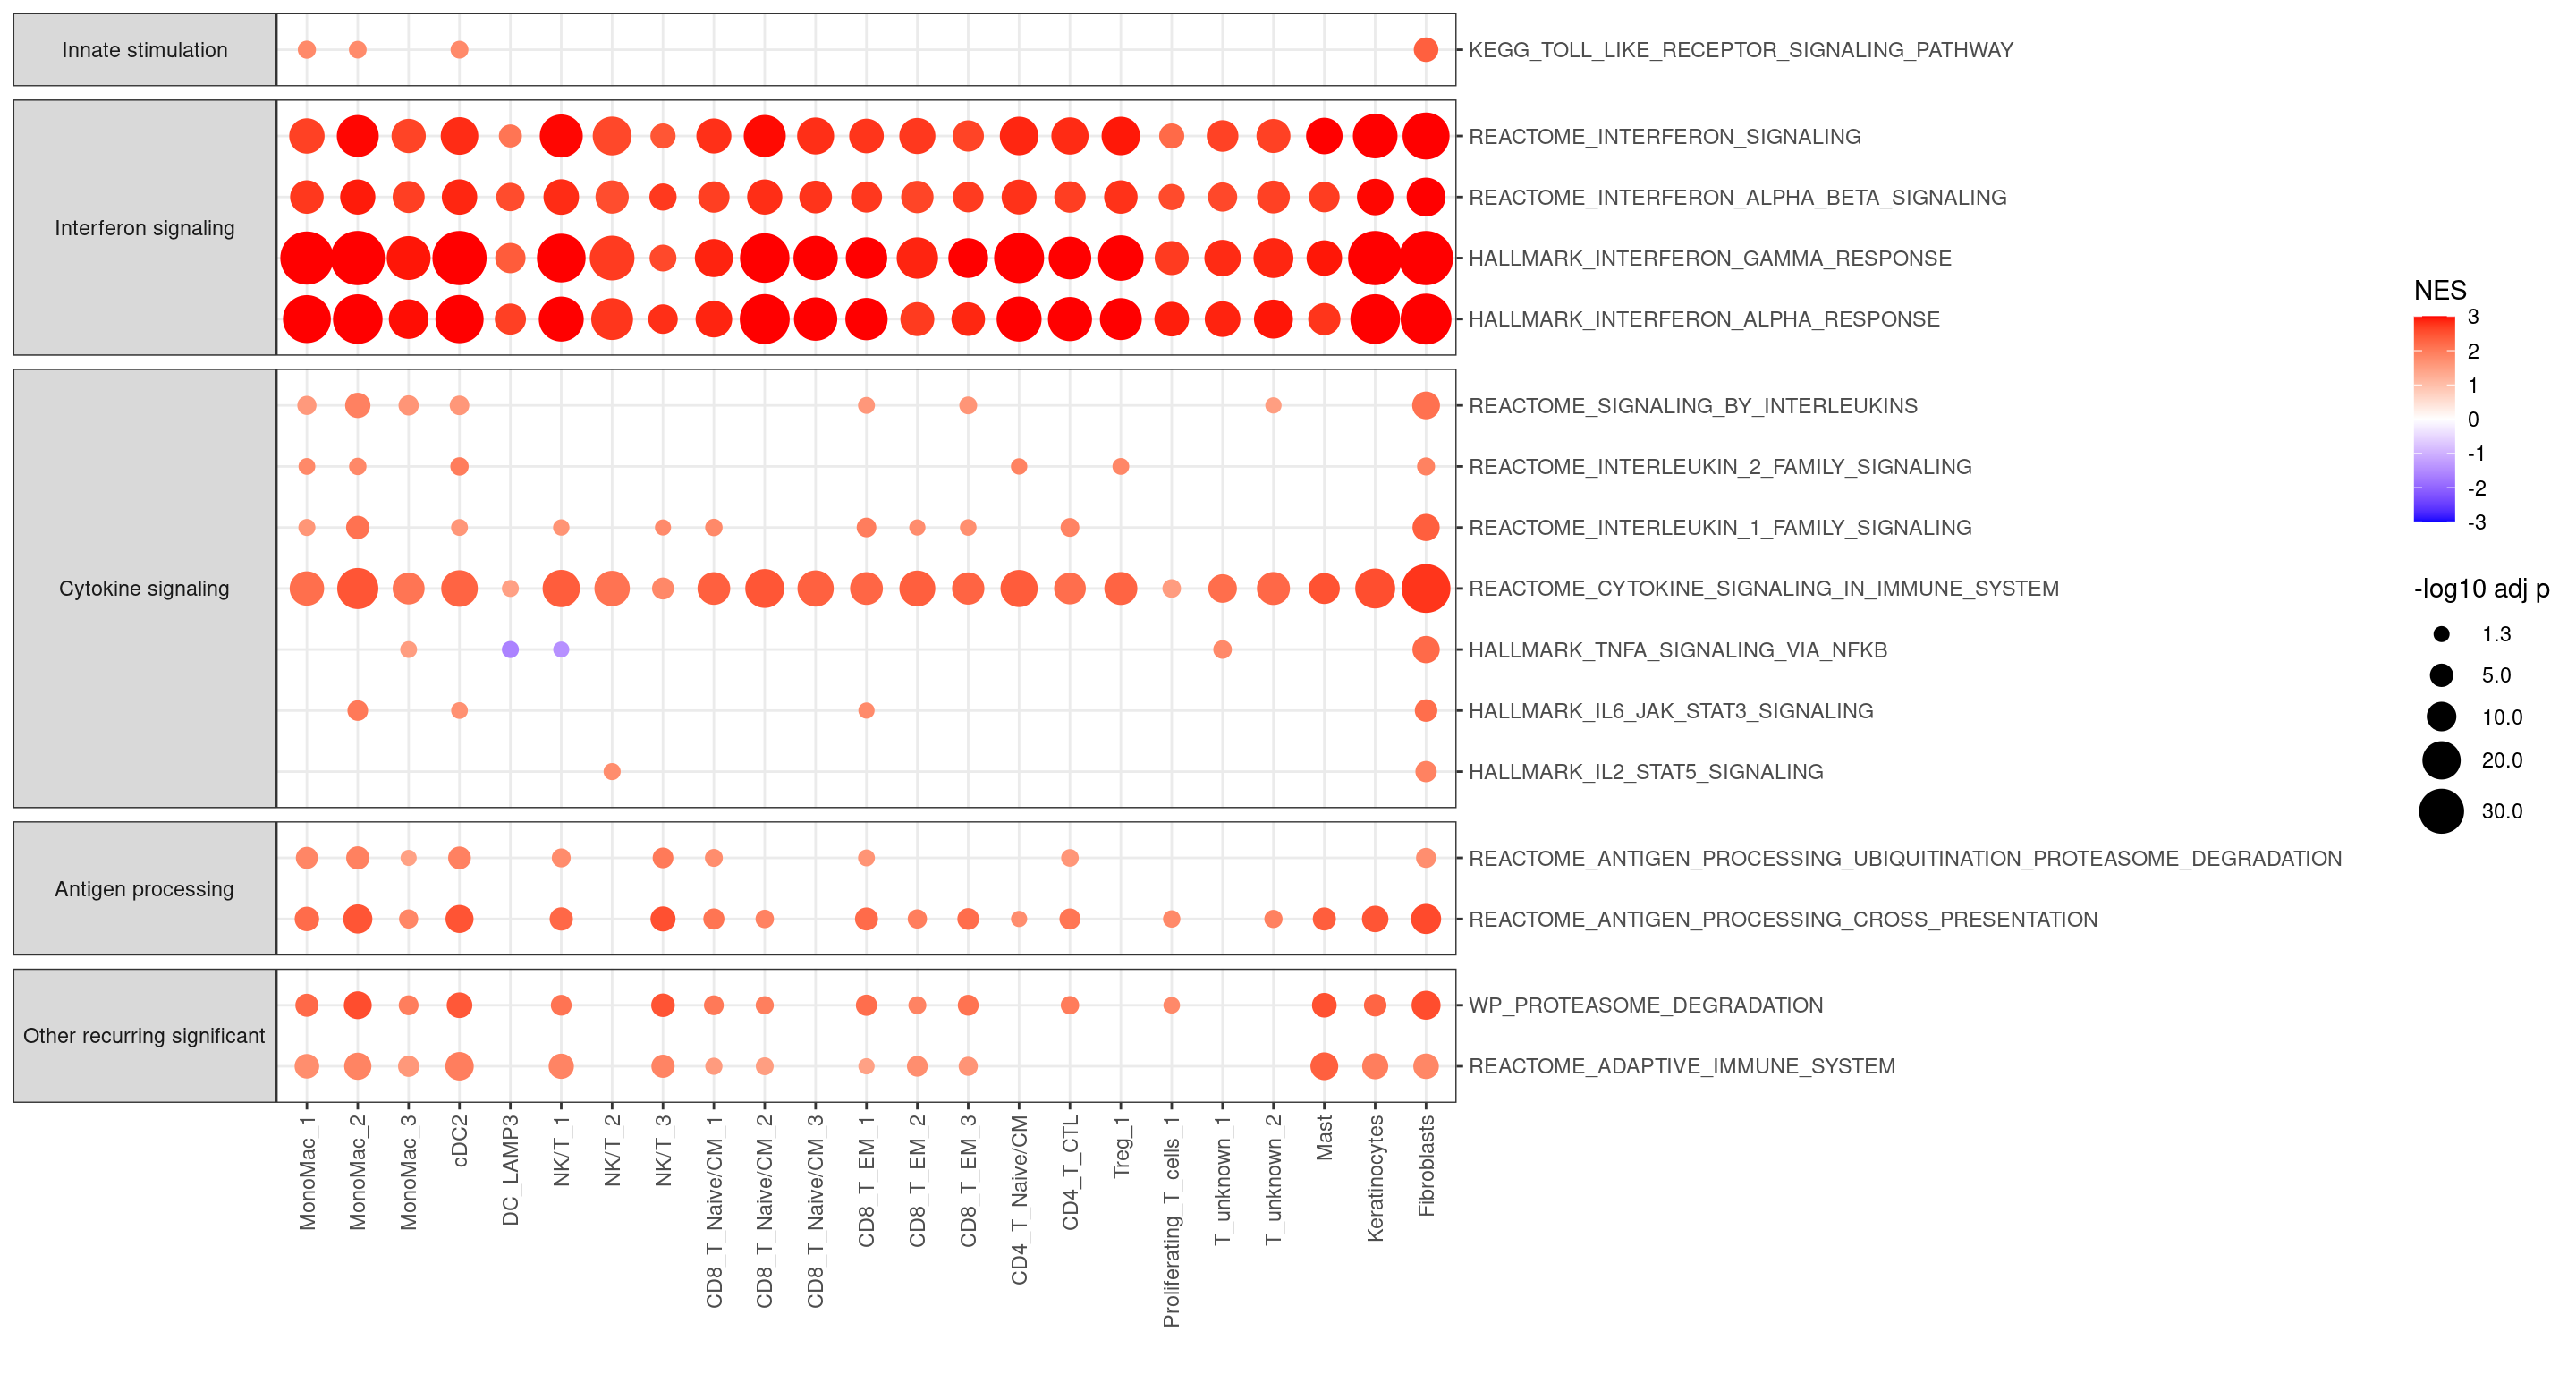 Innate stimulation
KEGG_TOLL_LIKE_RECEPTOR_SIGNALING_PATHWAY
Interferon signaling
REACTOME_INTERFERON_SIGNALING
REACTOME_INTERFERON_ALPHA_BETA_SIGNALING
HALLMARK_INTERFERON_GAMMA_RESPONSE
HALLMARK_INTERFERON_ALPHA_RESPONSE
Cytokine signaling
REACTOME_SIGNALING_BY_INTERLEUKINS
REACTOME_INTERLEUKIN_2_FAMILY_SIGNALING
REACTOME_INTERLEUKIN_1_FAMILY_SIGNALING
REACTOME_CYTOKINE_SIGNALING_IN_IMMUNE_SYSTEM
HALLMARK_TNFA_SIGNALING_VIA_NFKB
HALLMARK_IL6_JAK_STAT3_SIGNALING
HALLMARK_IL2_STAT5_SIGNALING
Antigen processing
REACTOME_ANTIGEN_PROCESSING_UBIQUITINATION_PROTEASOME_DEGRADATION
REACTOME_ANTIGEN_PROCESSING_CROSS_PRESENTATION
Other recurring significant
WP_PROTEASOME_DEGRADATION
REACTOME_ADAPTIVE_IMMUNE_SYSTEM
MonoMac_1
MonoMac_2
MonoMac_3
cDC2
DC_LAMP3
NK/T_1
NK/T_2
NK/T_3
CD8_T_Naive/CM_1
CD8_T_Naive/CM_2
CD8_T_Naive/CM_3
CD8_T_EM_1
CD8_T_EM_2
CD8_T_EM_3
CD4_T_Naive/CM
CD4_T_CTL
Treg_1
Proliferating_T_cells_1
T_unknown_1
T_unknown_2
Mast
Keratinocytes
Fibroblasts
NES
3
2
1
0
-1
-2
-3
-log10 adj p
1.3
5.0
10.0
20.0
30.0